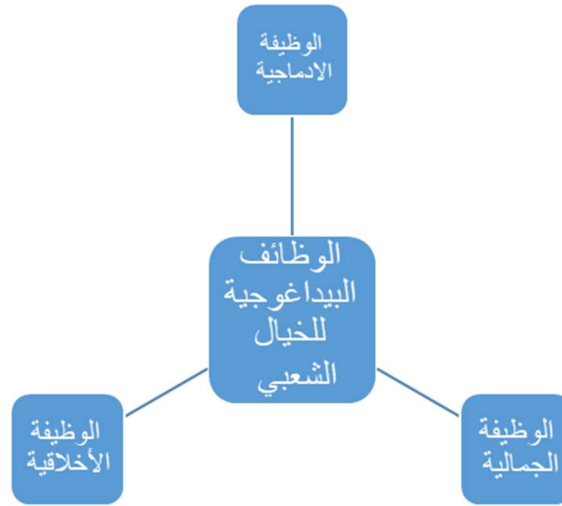 الوظيفة
الادماجية
الوظائف
البيداغوجية
للخيال
الشعبي
الوظيفة
الجمالية
الوظيفة
الأخلاقية